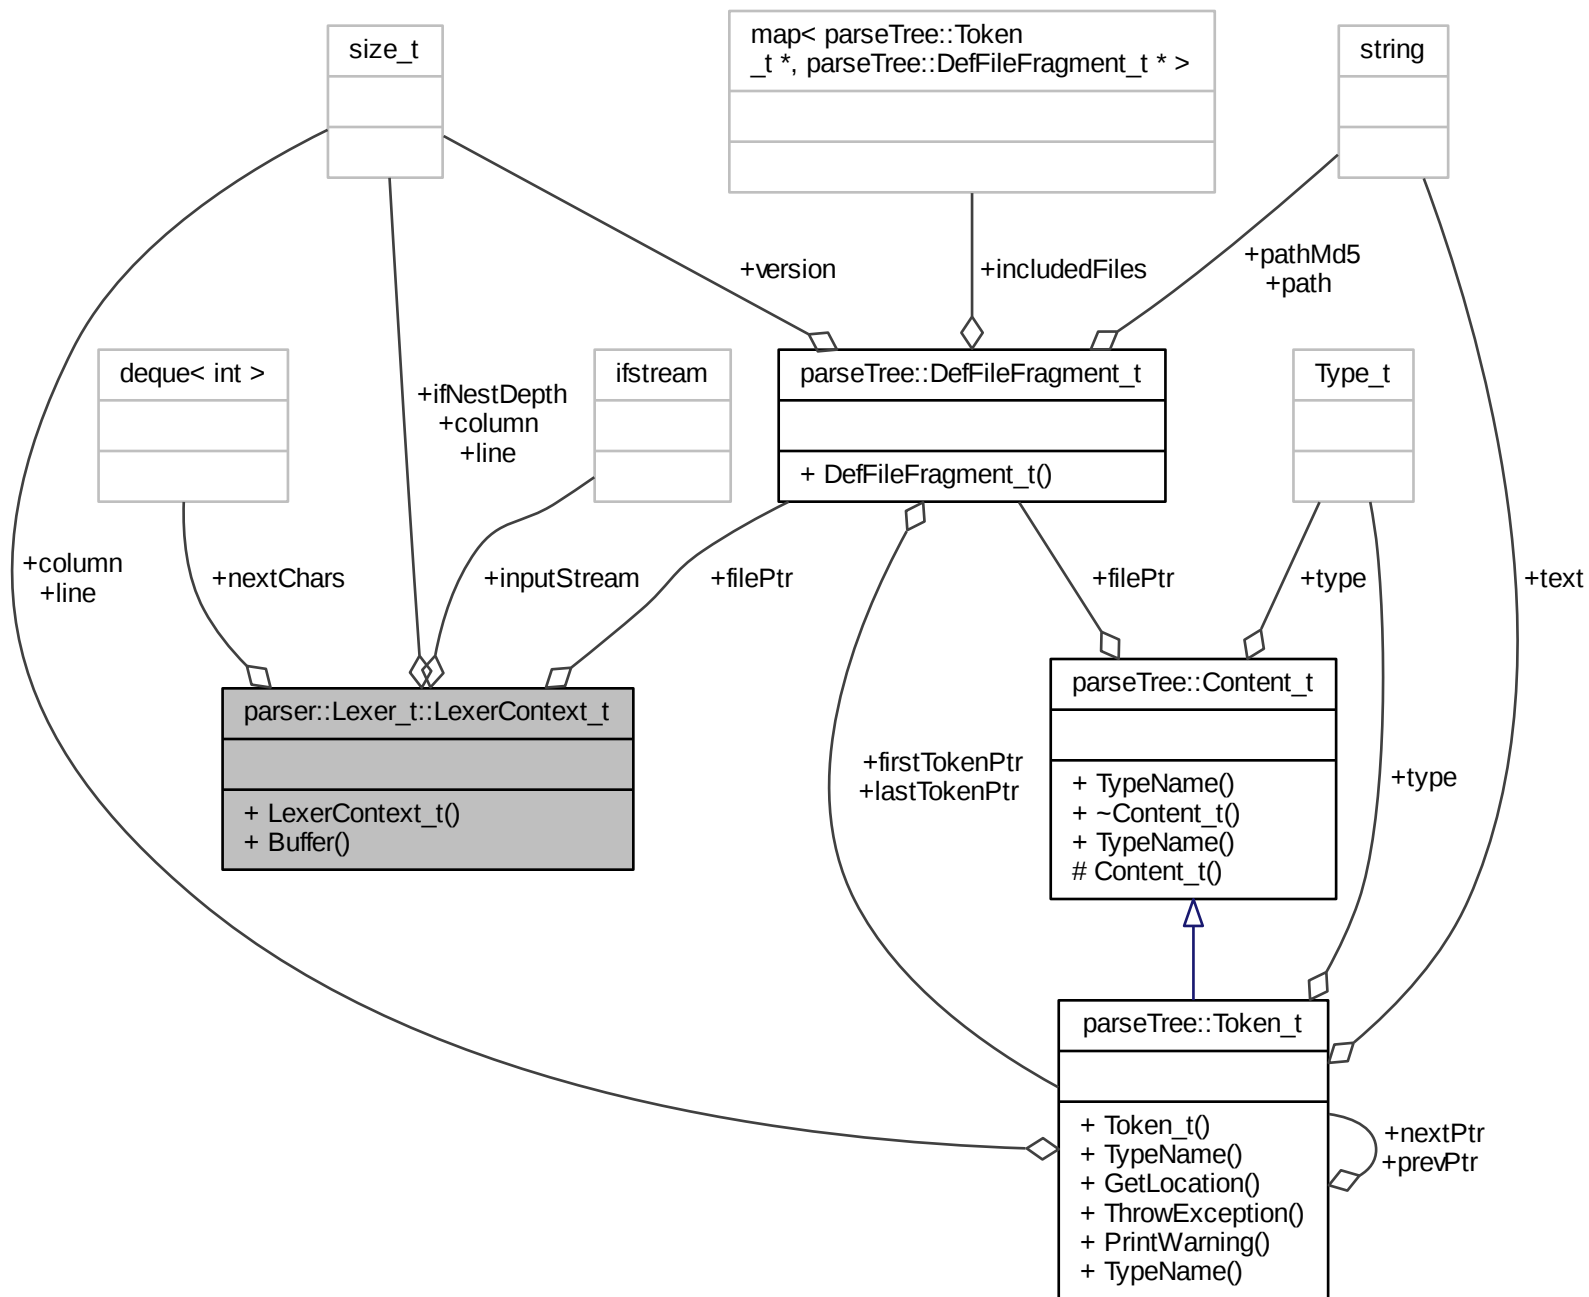 size_t
map< parseTree::Token
_t *, parseTree::DefFileFragment_t * >
string
+version
+includedFiles
+pathMd5
+path
deque< int >
+ifNestDepth
+column
+line
ifstream
parseTree::DefFileFragment_t
+ DefFileFragment_t()
Type_t
+column
+line
+nextChars
+inputStream
+filePtr
+filePtr
+type
+text
parser::Lexer_t::LexerContext_t
+ LexerContext_t()
+ Buffer()
+firstTokenPtr
+lastTokenPtr
parseTree::Content_t
+ TypeName()
+ ~Content_t()
+ TypeName()
# Content_t()
+type
parseTree::Token_t
+ Token_t()
+ TypeName()
+ GetLocation()
+ ThrowException()
+ PrintWarning()
+ TypeName()
+nextPtr
+prevPtr